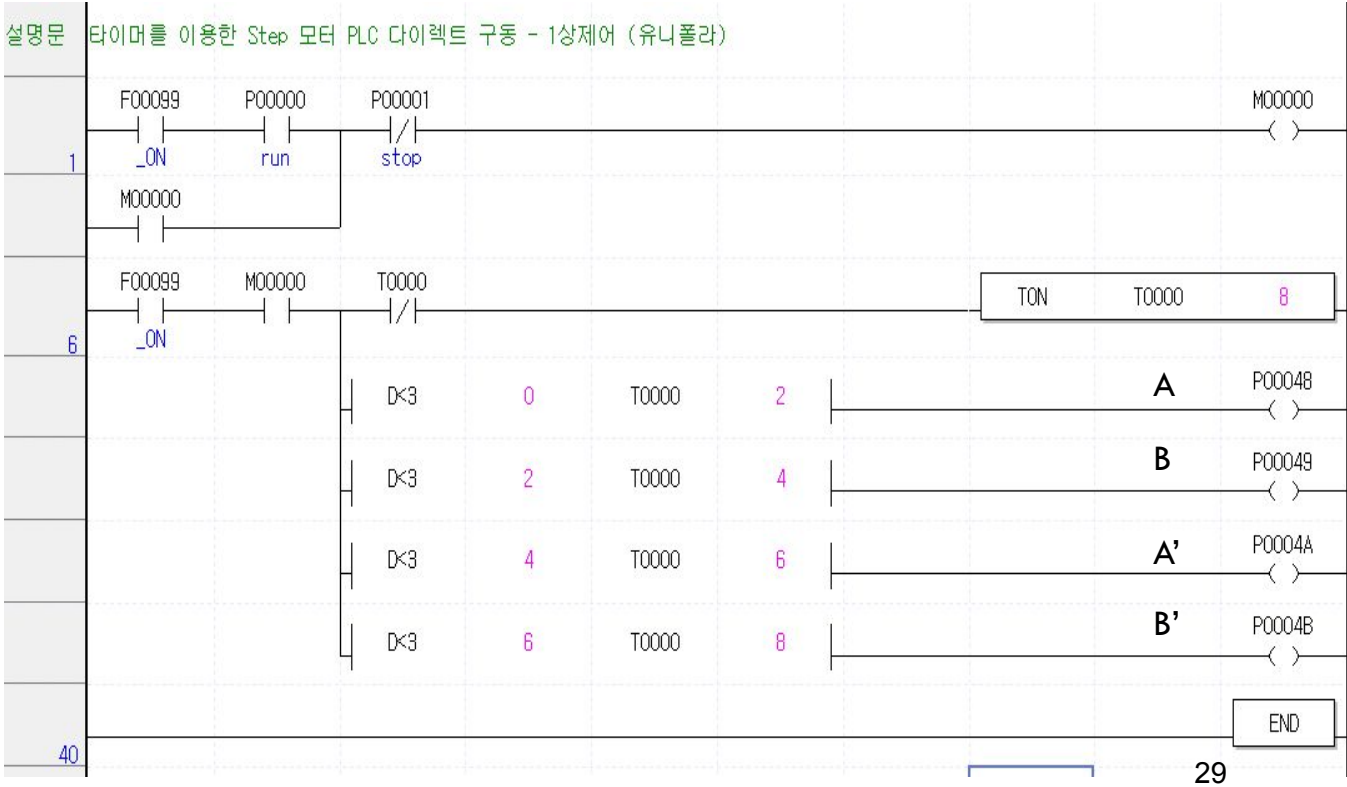 설명문 타이머를 이용한 Step 모터 PLC 다이렉트 구동 - 1상제어 (유니폴라)
F00099 P00000 P00001 M00000
1 _ON run stop
M00000
F00099 M00000 T0000
TON T0000 8
6 _ON
D<3 0 T0000 2 A P00048
D<3 2 T0000 4 B P00049
D<3 4 T0000 6 A’ P0004A
D<3 6 T0000 8 B’ P0004B
END
40
29